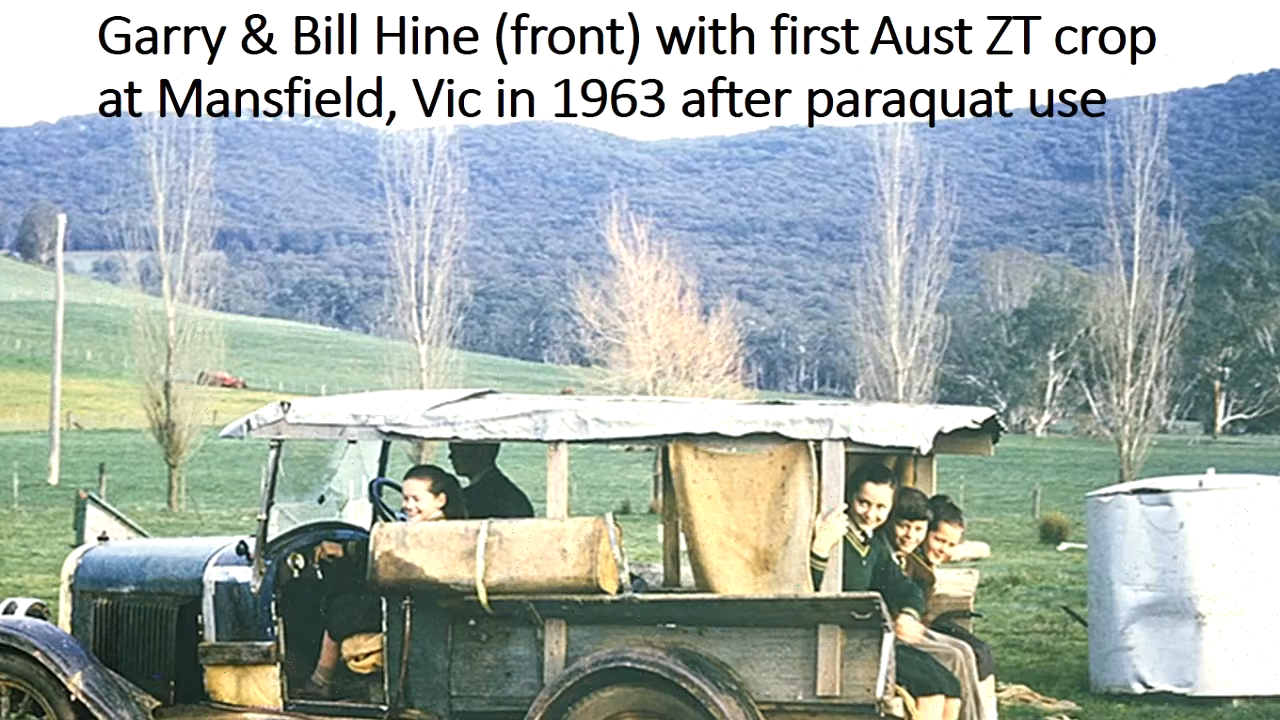 Garry & Bill Hine (front) with first Aust ZT crop
at Mansfield, Vic in 1963 after paraquat use